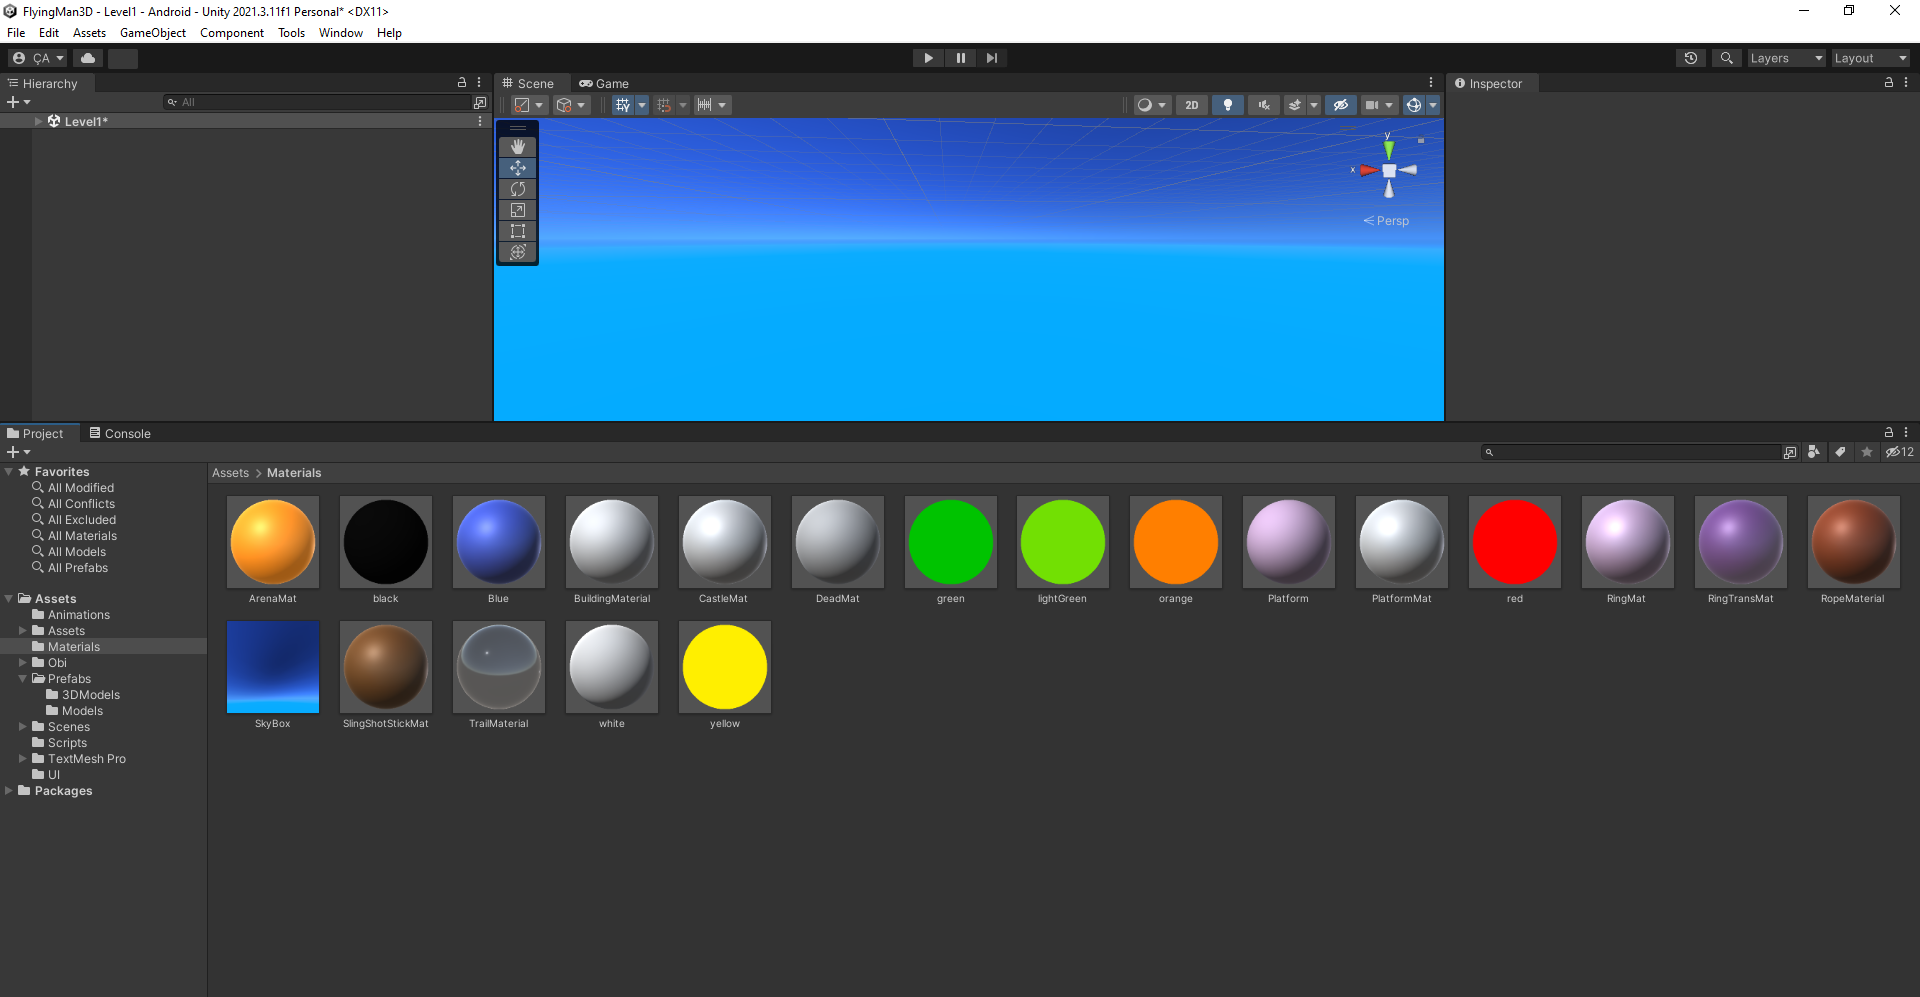 FlyingMan3D - Level1 - Android - Unity 2021.3.11f1 Personal* <DX11>
File Edit Assets GameObject Component Tools Window Help
ÇA
Layers Layout
Hierarchy
All
Level1*
Scene Game
2D
y
x
Persp
Inspector
Project Console
12
Favorites
All Modified
All Conflicts
All Excluded
All Materials
All Models
All Prefabs
Assets
Animations
Assets
Materials
Obi
Prefabs
3DModels
Models
Scenes
Scripts
TextMesh Pro
UI
Packages
Assets > Materials
ArenaMat black Blue BuildingMaterial CastleMat DeadMat green lightGreen orange Platform PlatformMat red RingMat RingTransMat RopeMaterial
SkyBox SlingShotStickMat TrailMaterial white yellow